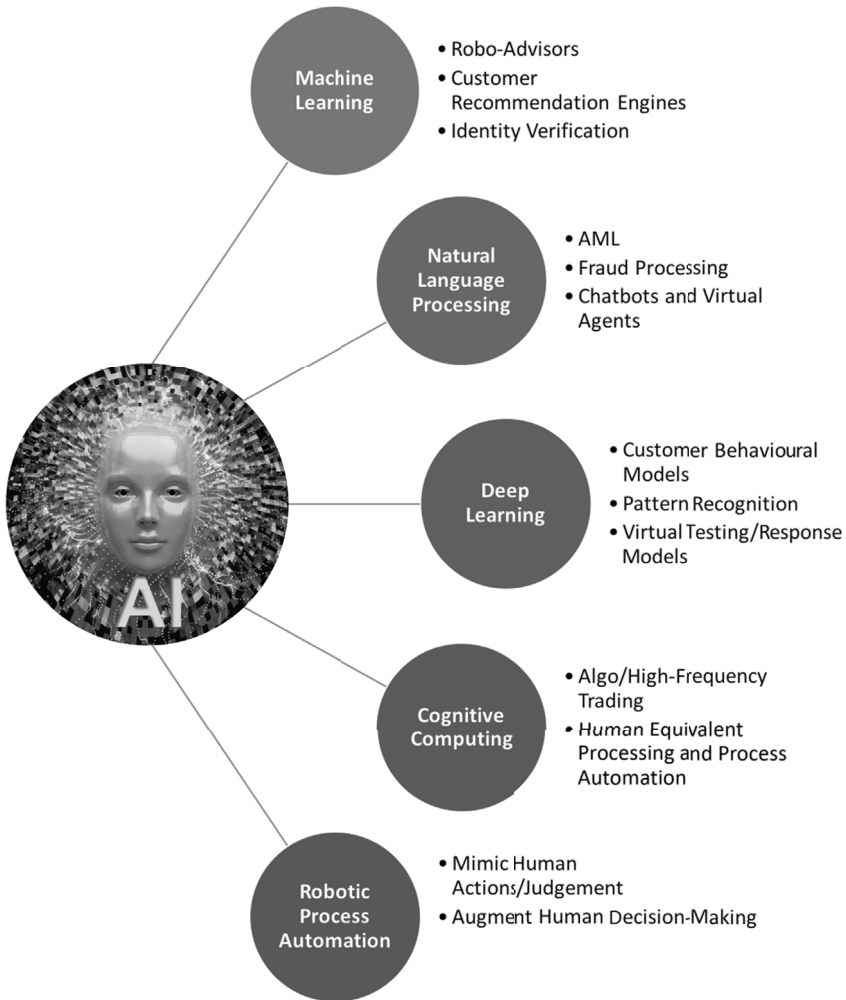 Machine
Learning
• Robo-Advisors
• Customer
Recommendation Engines
• Identity Verification
Natural
Language
Processing
• AML
• Fraud Processing
• Chatbots and Virtual
Agents
AI
Deep
Learning
• Customer Behavioural
Models
• Pattern Recognition
• Virtual Testing/Response
Models
Cognitive
Computing
• Algo/High-Frequency
Trading
• Human Equivalent
Processing and Process
Automation
Robotic
Process
Automation
• Mimic Human
Actions/Judgement
• Augment Human Decision-Making